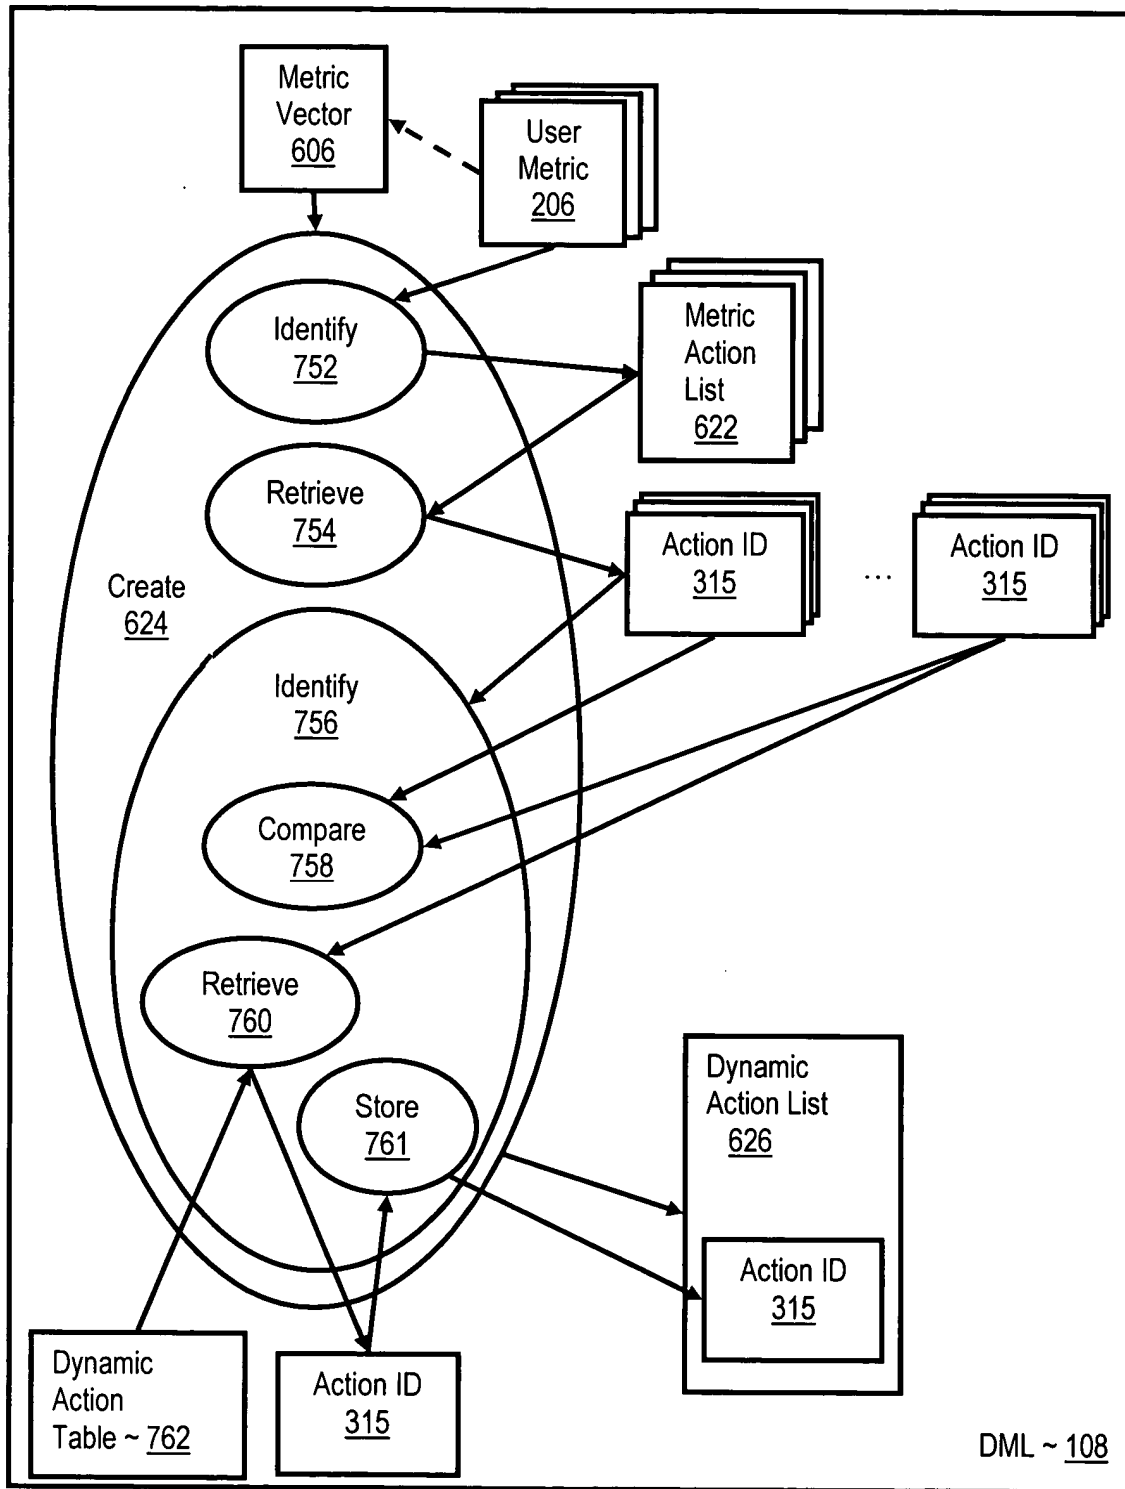 Metric
Vector
606
User
Metric
206
Identify
752
Metric
Action
List
622
Retrieve
754
Action ID
315
...
Action ID
315
Create
624
Identify
756
Compare
758
Retrieve
760
Store
761
Dynamic
Action List
626
Action ID
315
Dynamic
Action
Table ~ 762
Action ID
315
DML ~ 108